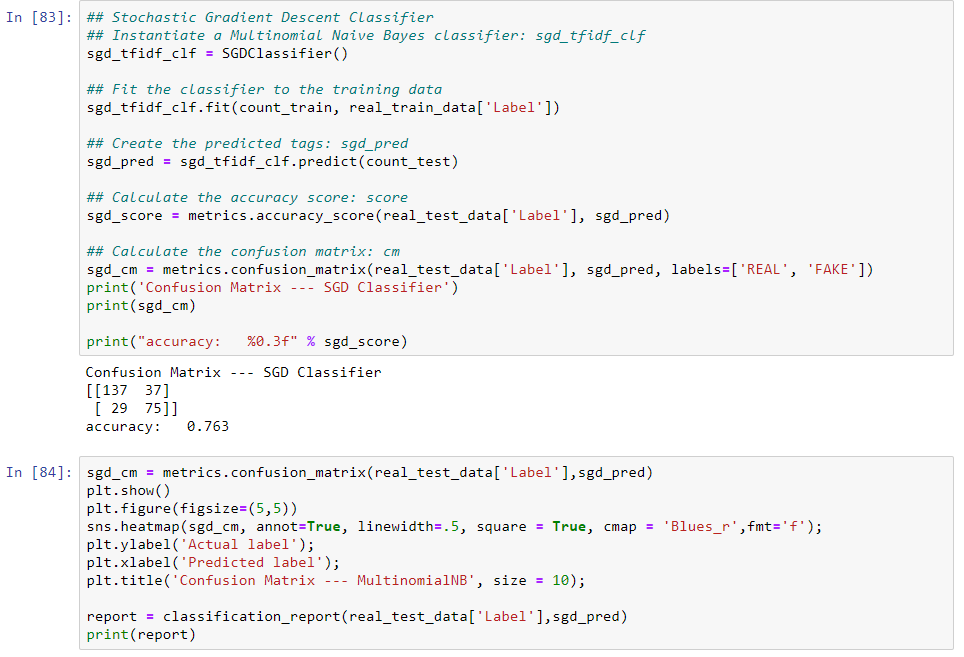 In [83]: ## Stochastic Gradient Descent Classifier
## Instantiate a Multinomial Naive Bayes classifier: sgd_tfidf_clf
sgd_tfidf_clf = SGDClassifier()
## Fit the classifier to the training data
sgd_tfidf_clf.fit(count_train, real_train_data['Label'])
## Create the predicted tags: sgd_pred
sgd_pred = sgd_tfidf_clf.predict(count_test)
## Calculate the accuracy score: score
sgd_score = metrics.accuracy_score(real_test_data['Label'], sgd_pred)
## Calculate the confusion matrix: cm
sgd_cm = metrics.confusion_matrix(real_test_data['Label'], sgd_pred, labels=['REAL', 'FAKE'])
print('Confusion Matrix --- SGD Classifier')
print(sgd_cm)
print("accuracy:   %0.3f" % sgd_score)
Confusion Matrix --- SGD Classifier
[[137  37]
 [ 29  75]]
accuracy:   0.763
In [84]: sgd_cm = metrics.confusion_matrix(real_test_data['Label'],sgd_pred)
plt.show()
plt.figure(figsize=(5,5))
sns.heatmap(sgd_cm, annot=True, linewidth=.5, square = True, cmap = 'Blues_r',fmt='f');
plt.ylabel('Actual label');
plt.xlabel('Predicted label');
plt.title('Confusion Matrix --- MultinomialNB', size = 10);
report = classification_report(real_test_data['Label'],sgd_pred)
print(report)